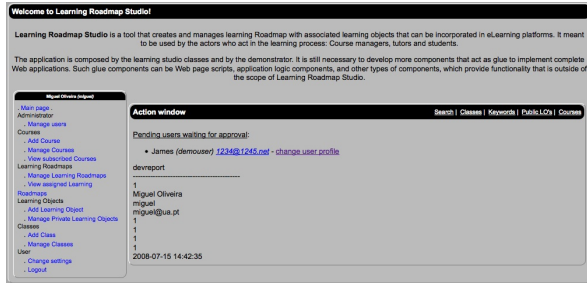 Welcome to Learning Roadmap Studio!
Learning Roadmap Studio is a tool that creates and manages learning Roadmap with associated learning objects that can be incorporated in eLearning platforms. It meant
to be used by the actors who act in the learning process: Course managers, tutors and students.
The application is composed by the learning studio classes and by the demonstrator. It is still necessary to develop more components that act as glue to implement complete
Web applications. Such glue components can be Web page scripts, application logic components, and other types of components, which provide functionality that is outside of
the scope of Learning Roadmap Studio.
Miguel Oliveira (miguel)
. Main page .
Administrator
. Manage users
Courses
. Add Course
. Manage Courses
. View subscribed Courses
Learning Roadmaps
. Manage Learning Roadmaps
. View assigned Learning
Roadmaps
Learning Objects
. Add Learning Object
. Manage Private Learning Objects
Classes
. Add Class
. Manage Classes
User
. Change settings
. Logout
Action window
Search | Classes | Keywords | Public LO's | Courses
Pending users waiting for approval:
• James (demouser) 1234@1245.net - change user profile
devreport
----------------------------------------
1
Miguel Oliveira
miguel
miguel@ua.pt
1
1
1
1
2008-07-15 14:42:35